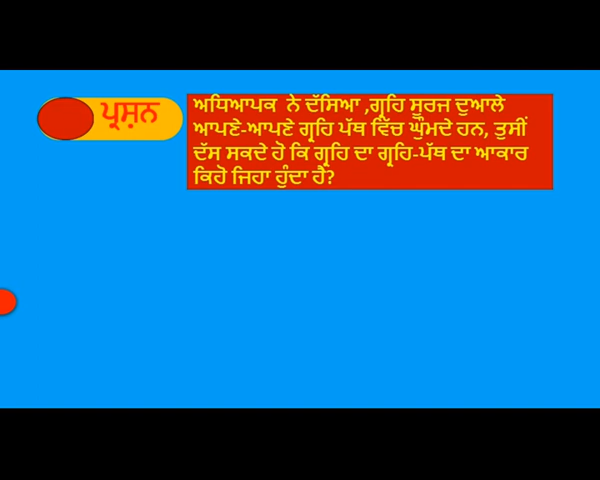 ਪ੍ਰਸ਼ਨ
ਅਧਿਆਪਕ ਨੇ ਦੱਸਿਆ ,ਗ੍ਰਹਿ ਸੂਰਜ ਦੁਆਲੇ
ਆਪਣੇ-ਆਪਣੇ ਗ੍ਰਹਿ ਪੱਥ ਵਿੱਚ ਘੁੰਮਦੇ ਹਨ, ਤੁਸੀਂ
ਦੱਸ ਸਕਦੇ ਹੋ ਕਿ ਗ੍ਰਹਿ ਦਾ ਗ੍ਰਹਿ-ਪੱਥ ਦਾ ਆਕਾਰ
ਕਿਹੋ ਜਿਹਾ ਹੁੰਦਾ ਹੈ?